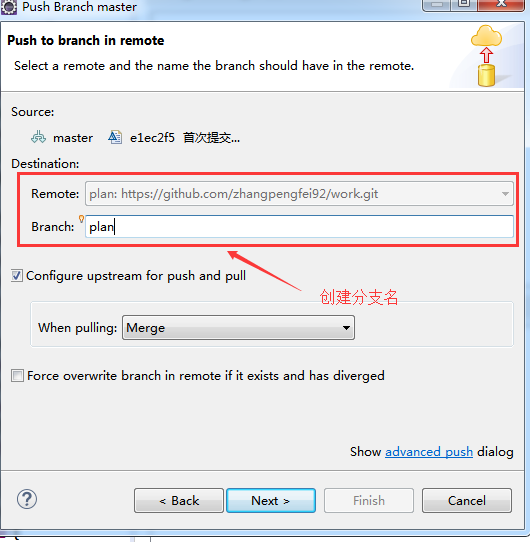 Push Branch master
Push to branch in remote
Select a remote and the name the branch should have in the remote.
Source:
master e1ec2f5 首次提交...
Destination:
Remote: plan: https://github.com/zhangpengfei92/work.git
Branch: plan
创建分支名
Configure upstream for push and pull
When pulling: Merge
Force overwrite branch in remote if it exists and has diverged
Show advanced push dialog
? < Back Next > Finish Cancel